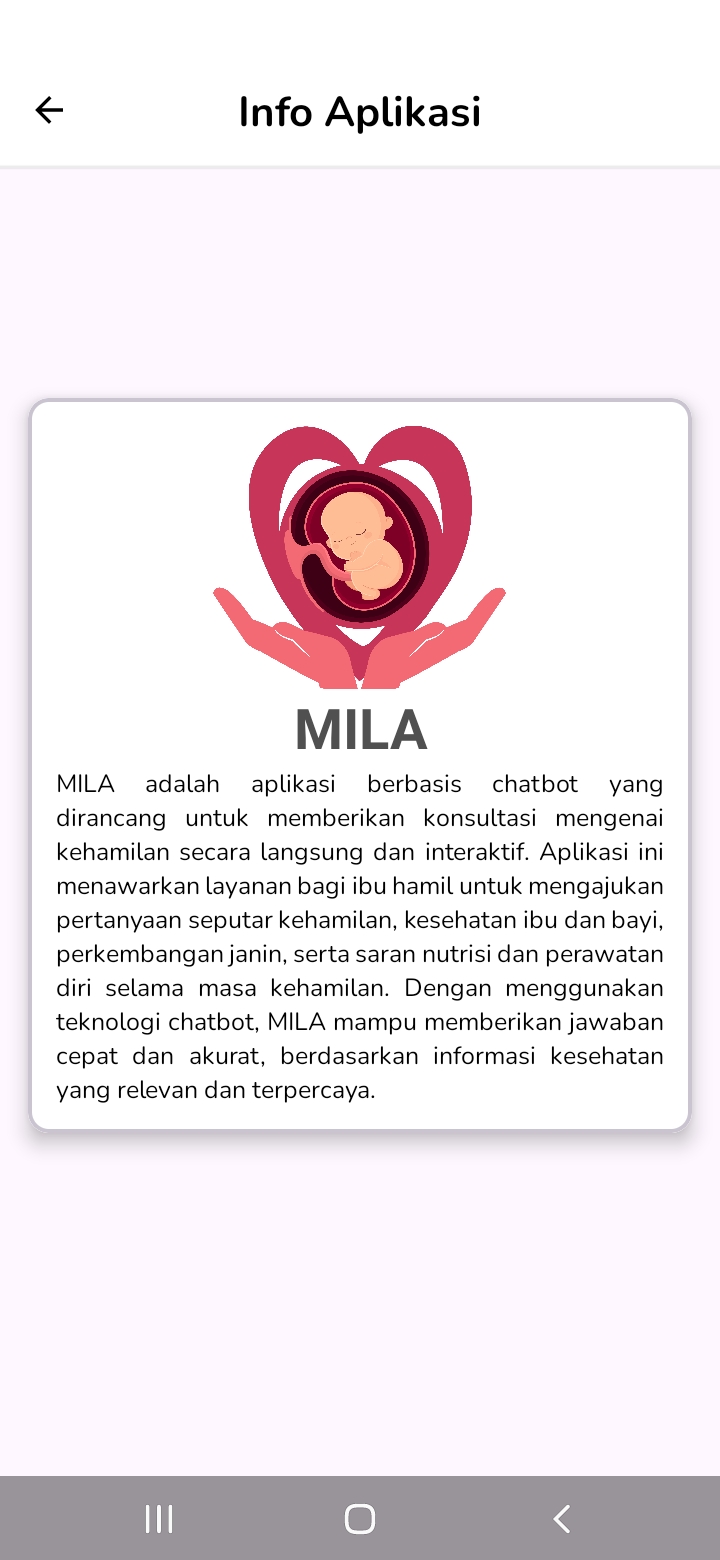 Info Aplikasi
MILA
MILA adalah aplikasi berbasis chatbot yang
dirancang untuk memberikan konsultasi mengenai
kehamilan secara langsung dan interaktif. Aplikasi ini
menawarkan layanan bagi ibu hamil untuk mengajukan
pertanyaan seputar kehamilan, kesehatan ibu dan bayi,
perkembangan janin, serta saran nutrisi dan perawatan
diri selama masa kehamilan. Dengan menggunakan
teknologi chatbot, MILA mampu memberikan jawaban
cepat dan akurat, berdasarkan informasi kesehatan
yang relevan dan terpercaya.